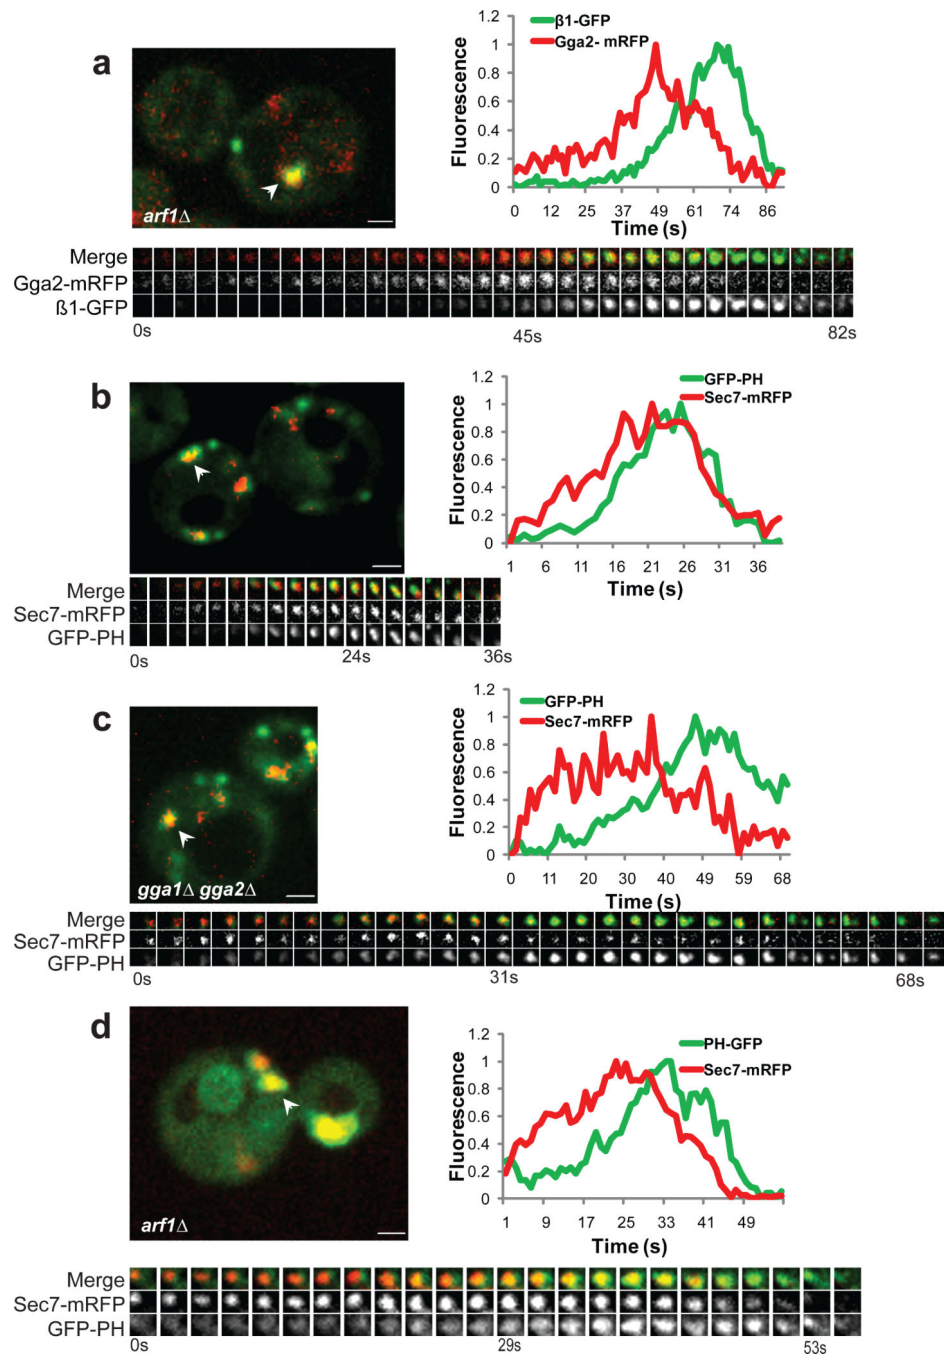 a
arf1Δ
Fluorescence
1.2
1
0.8
0.6
0.4
0.2
0
ß1-GFP
Gga2- mRFP
0 12 25 37 49 61 74 86
Time (s)
Merge
Gga2-mRFP
ß1-GFP
0s 45s 82s
b
Fluorescence
1.2
1
0.8
0.6
0.4
0.2
0
GFP-PH
Sec7-mRFP
1 6 11 16 21 26 31 36
Time (s)
Merge
Sec7-mRFP
GFP-PH
0s 24s 36s
c
gga1Δ gga2Δ
Fluorescence
1.2
1
0.8
0.6
0.4
0.2
0
GFP-PH
Sec7-mRFP
0 11 20 31 40 49 59 68
Time (s)
Merge
Sec7-mRFP
GFP-PH
0s 31s 68s
d
arf1Δ
Fluorescence
1.2
1
0.8
0.6
0.4
0.2
0
PH-GFP
Sec7-mRFP
1 9 17 25 33 41 49
Time (s)
Merge
Sec7-mRFP
GFP-PH
0s 29s 53s